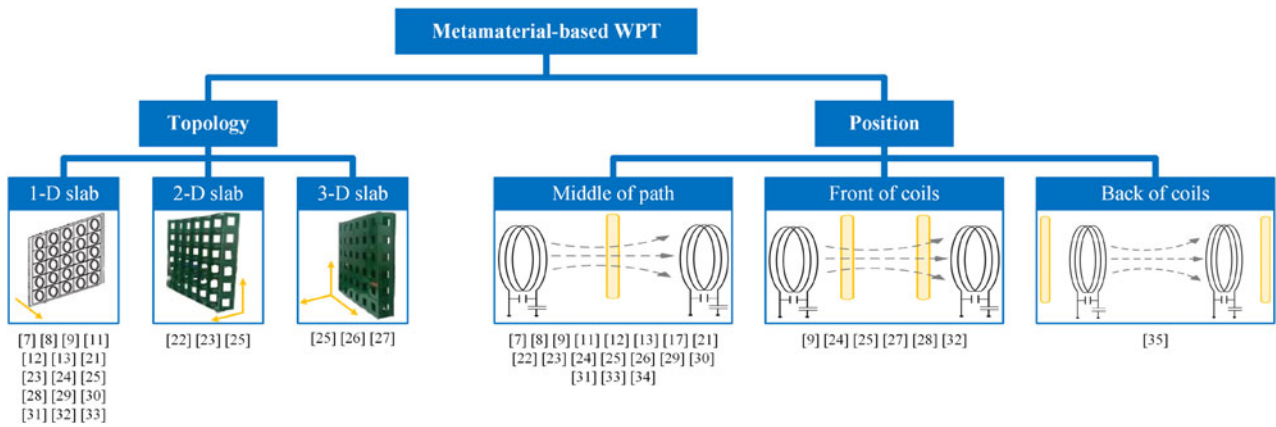 Metamaterial-based WPT
Topology
Position
1-D slab
2-D slab
3-D slab
Middle of path
Front of coils
Back of coils
[7] [8] [9] [11]
[12] [13] [21]
[23] [24] [25]
[28] [29] [30]
[31] [32] [33]
[22] [23] [25]
[25] [26] [27]
[7] [8] [9] [11] [12] [13] [17] [21]
[22] [23] [24] [25] [26] [29] [30]
[31] [33] [34]
[9] [24] [25] [27] [28] [32]
[35]